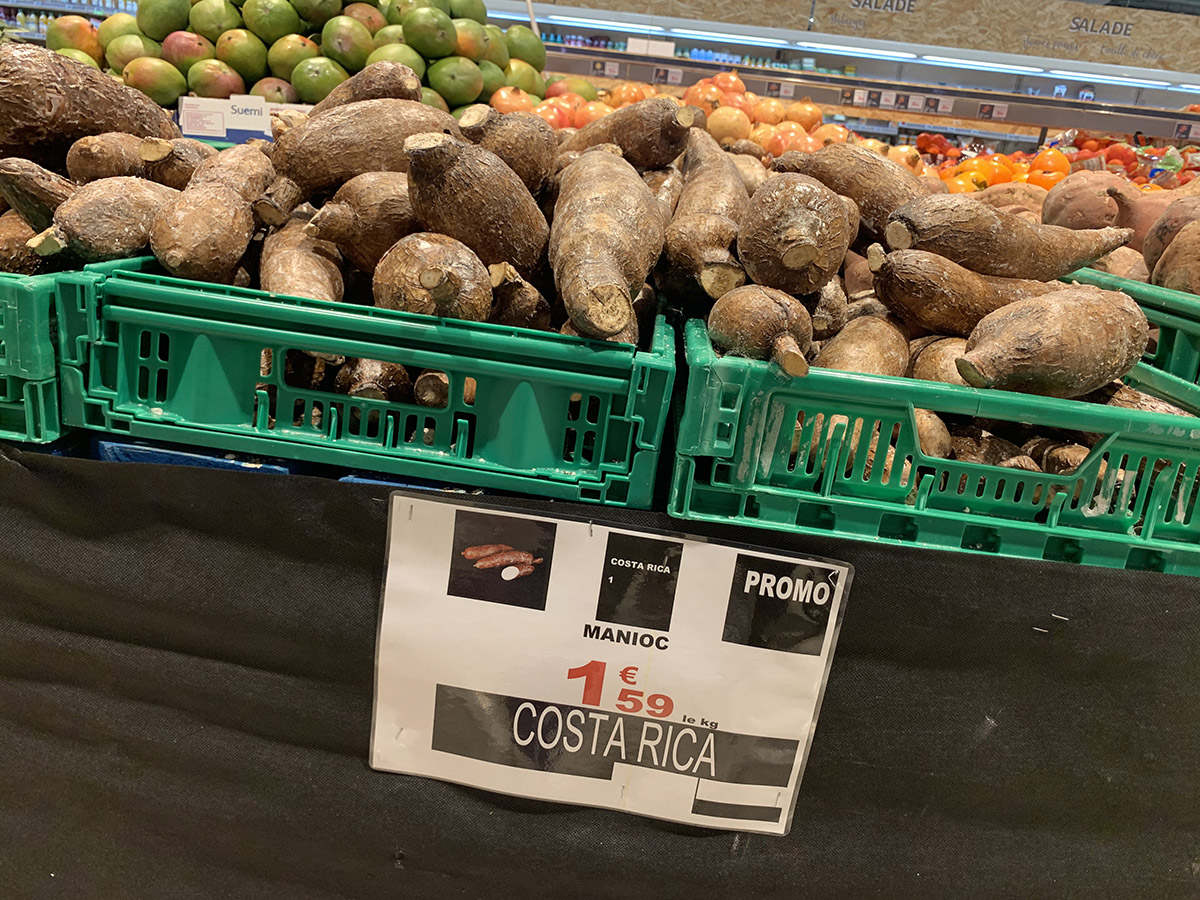 SALADE
SALADE
Suemi
COSTA RICA
1
PROMO
MANIOC
1€59
le kg
COSTA RICA